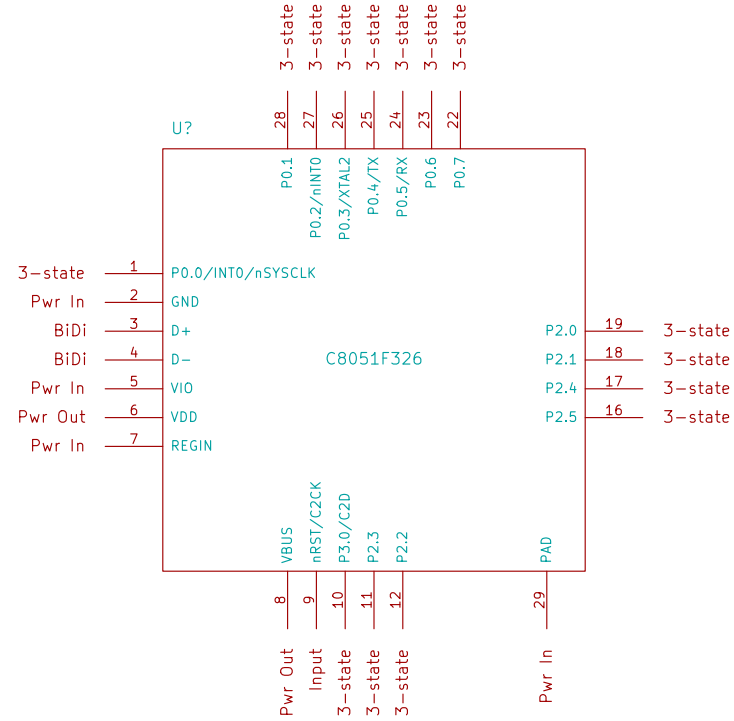 3-state 3-state 3-state 3-state 3-state 3-state 3-state
28 27 26 25 24 23 22
U?
P0.1 P0.2/nINT0 P0.3/XTAL2 P0.4/TX P0.5/RX P0.6 P0.7
3-state 1 P0.0/INT0/nSYSCLK
Pwr In 2 GND
BiDi 3 D+ P2.0 19 3-state
BiDi 4 D- C8051F326 P2.1 18 3-state
Pwr In 5 VIO P2.4 17 3-state
Pwr Out 6 VDD P2.5 16 3-state
Pwr In 7 REGIN
VBUS nRST/C2CK P3.0/C2D P2.3 P2.2 PAD
8 9 10 11 12 29
Pwr Out Input 3-state 3-state 3-state Pwr In